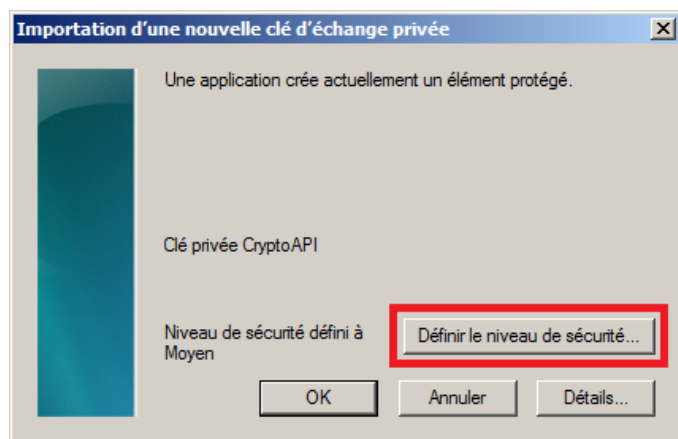 Importation d'une nouvelle clé d'échange privée
Une application crée actuellement un élément protégé.
Clé privée CryptoAPI
Niveau de sécurité défini à
Moyen
Définir le niveau de sécurité...
OK
Annuler
Détails...